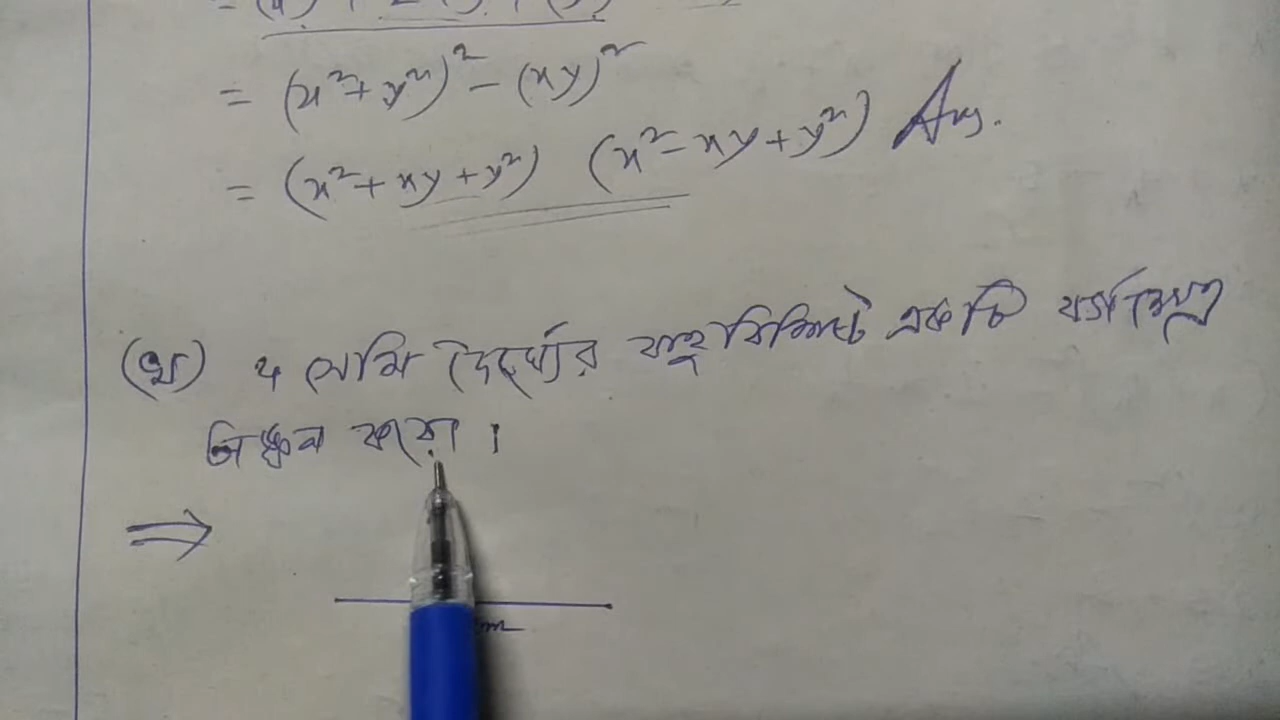 = (x²+y²)² - (xy)²
= (x²+xy+y²) (x²-xy+y²) Ans.
(খ) ৫ সেমি দৈর্ঘ্যের বাহু বিশিষ্ট একটি বর্গক্ষেত্র
অঙ্কন করো।
⇒